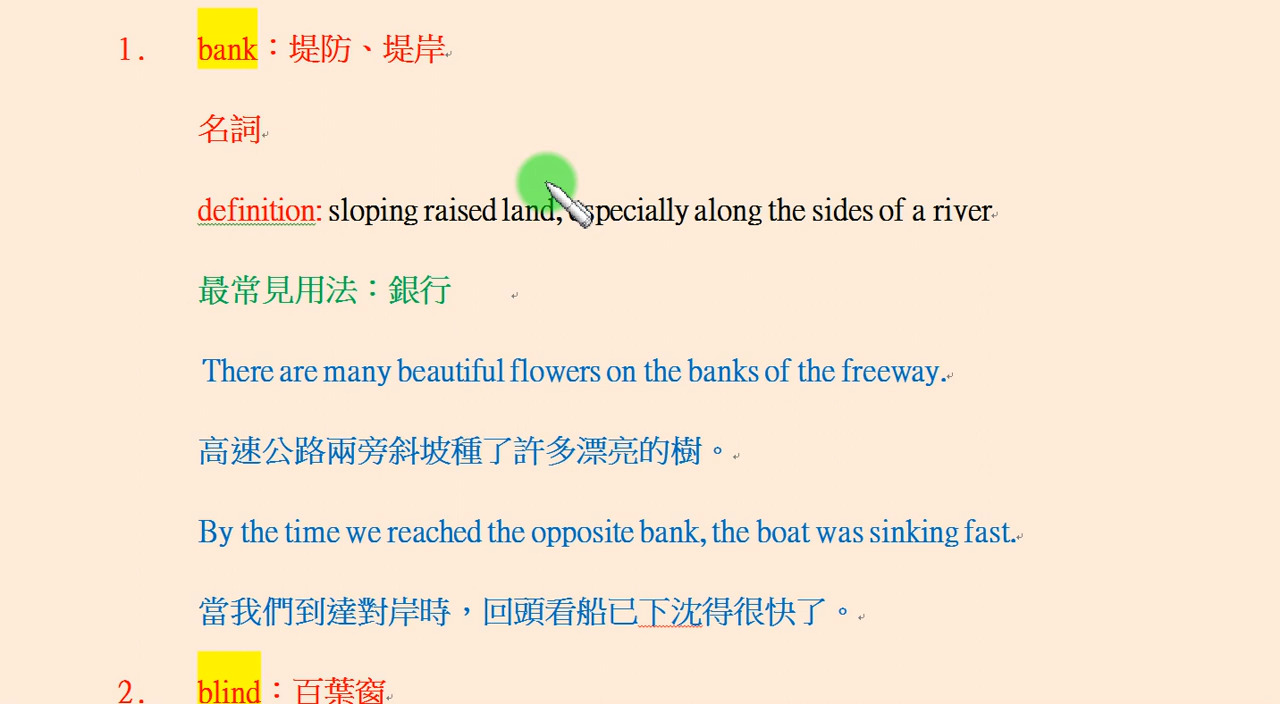 1. bank：堤防、堤岸
名詞
definition: sloping raised land, especially along the sides of a river
最常見用法：銀行
There are many beautiful flowers on the banks of the freeway.
高速公路兩旁斜坡種了許多漂亮的樹。
By the time we reached the opposite bank, the boat was sinking fast.
當我們到達對岸時，回頭看船已下沈得很快了。
2. blind：百葉窗